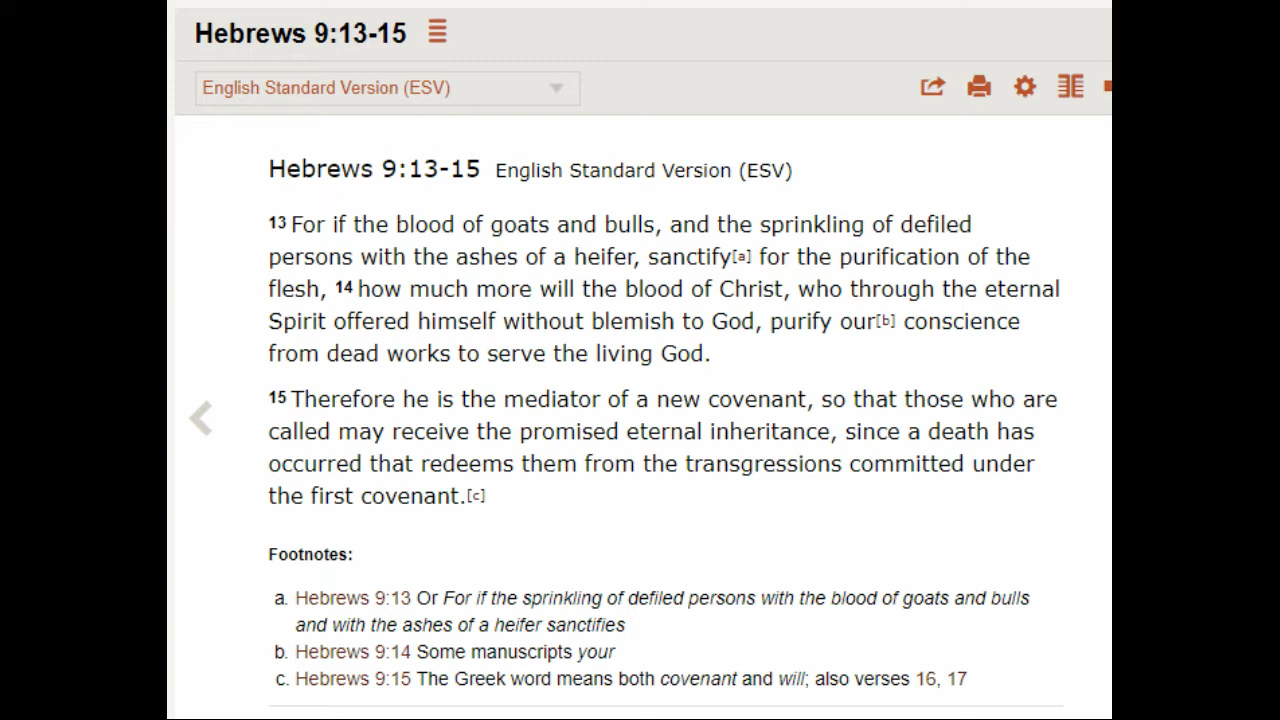 Hebrews 9:13-15
English Standard Version (ESV)
Hebrews 9:13-15 English Standard Version (ESV)
13 For if the blood of goats and bulls, and the sprinkling of defiled
persons with the ashes of a heifer, sanctify[a] for the purification of the
flesh, 14 how much more will the blood of Christ, who through the eternal
Spirit offered himself without blemish to God, purify our[b] conscience
from dead works to serve the living God.
15 Therefore he is the mediator of a new covenant, so that those who are
called may receive the promised eternal inheritance, since a death has
occurred that redeems them from the transgressions committed under
the first covenant.[c]
Footnotes:
a. Hebrews 9:13 Or For if the sprinkling of defiled persons with the blood of goats and bulls
and with the ashes of a heifer sanctifies
b. Hebrews 9:14 Some manuscripts your
c. Hebrews 9:15 The Greek word means both covenant and will; also verses 16, 17